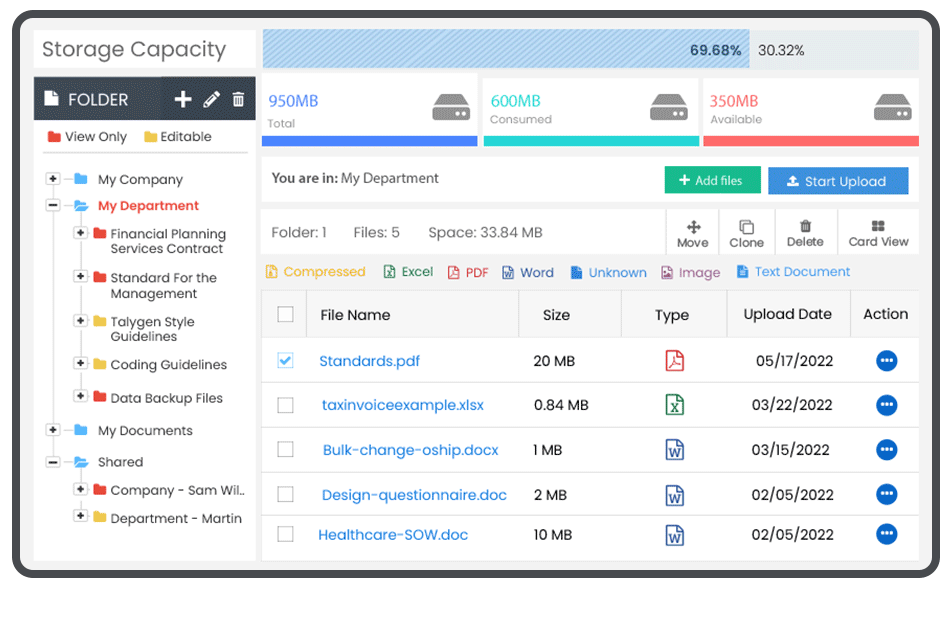 Storage Capacity
69.68% 30.32%
FOLDER
View Only Editable
My Company
My Department
Financial Planning
Services Contract
Standard For the
Management
Talygen Style
Guidelines
Coding Guidelines
Data Backup Files
My Documents
Shared
Company - Sam Wil..
Department - Martin
950MB
Total
600MB
Consumed
350MB
Available
You are in: My Department
Add files
Start Upload
Folder: 1 Files: 5 Space: 33.84 MB
Move
Clone
Delete
Card View
Compressed Excel PDF Word Unknown Image Text Document
File Name Size Type Upload Date Action
Standards.pdf 20 MB 05/17/2022
taxinvoiceexample.xlsx 0.84 MB 03/22/2022
Bulk-change-oship.docx 1 MB 03/15/2022
Design-questionnaire.doc 2 MB 02/05/2022
Healthcare-SOW.doc 10 MB 02/05/2022